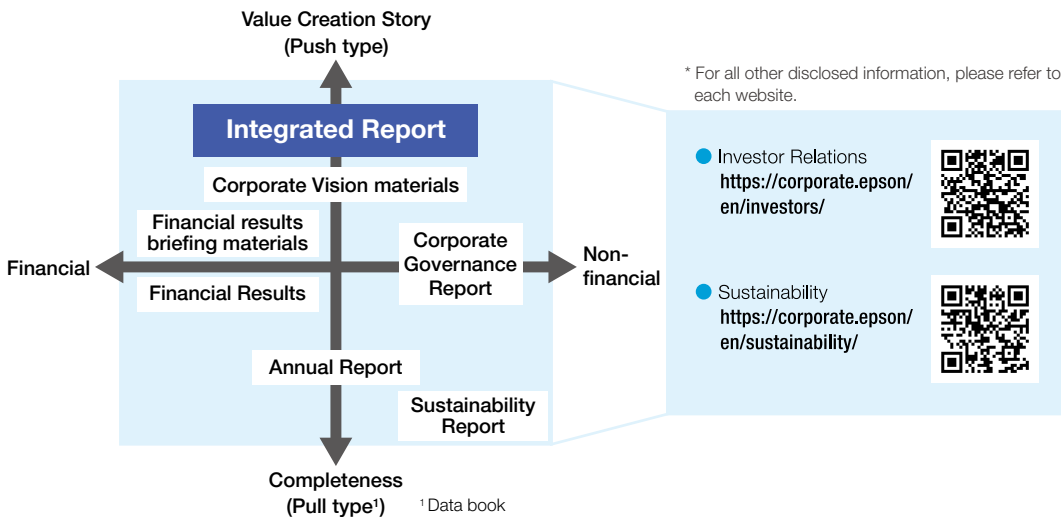 Value Creation Story
(Push type)
* For all other disclosed information, please refer to
each website.
Integrated Report
Corporate Vision materials
Financial results
briefing materials
Corporate
Governance
Report
Financial
Non-
financial
Financial Results
Annual Report
Sustainability
Report
Completeness
(Pull type¹)
¹ Data book
● Investor Relations
https://corporate.epson/
en/investors/
● Sustainability
https://corporate.epson/
en/sustainability/